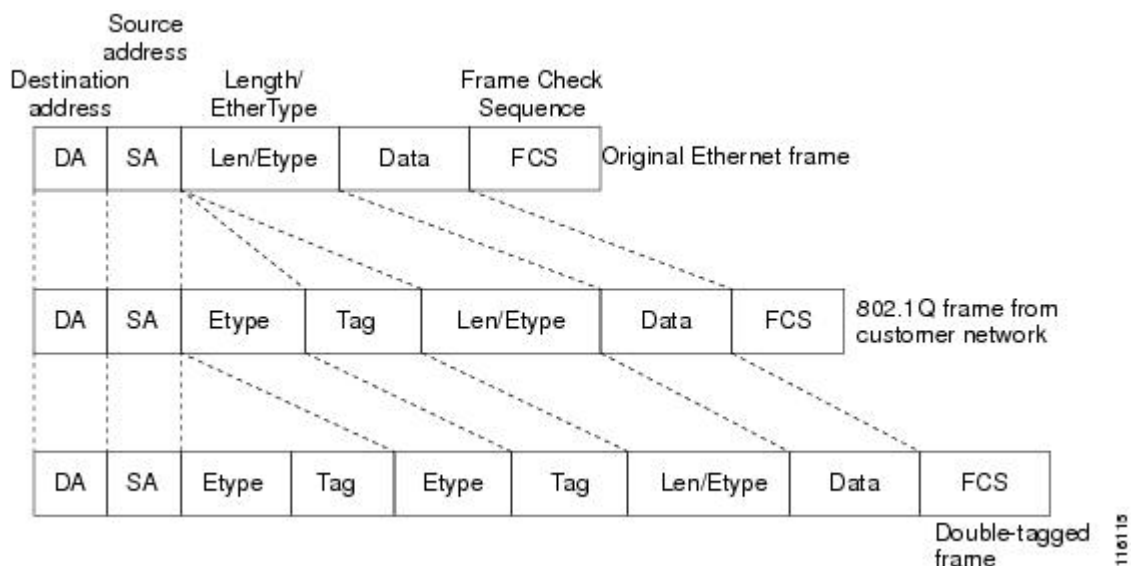 Source
address
Destination
address
Length/
EtherType
Frame Check
Sequence
DA SA Len/Etype Data FCS Original Ethernet frame
DA SA Etype Tag Len/Etype Data FCS
802.1Q frame from
customer network
DA SA Etype Tag Etype Tag Len/Etype Data FCS
Double-tagged
frame
116115